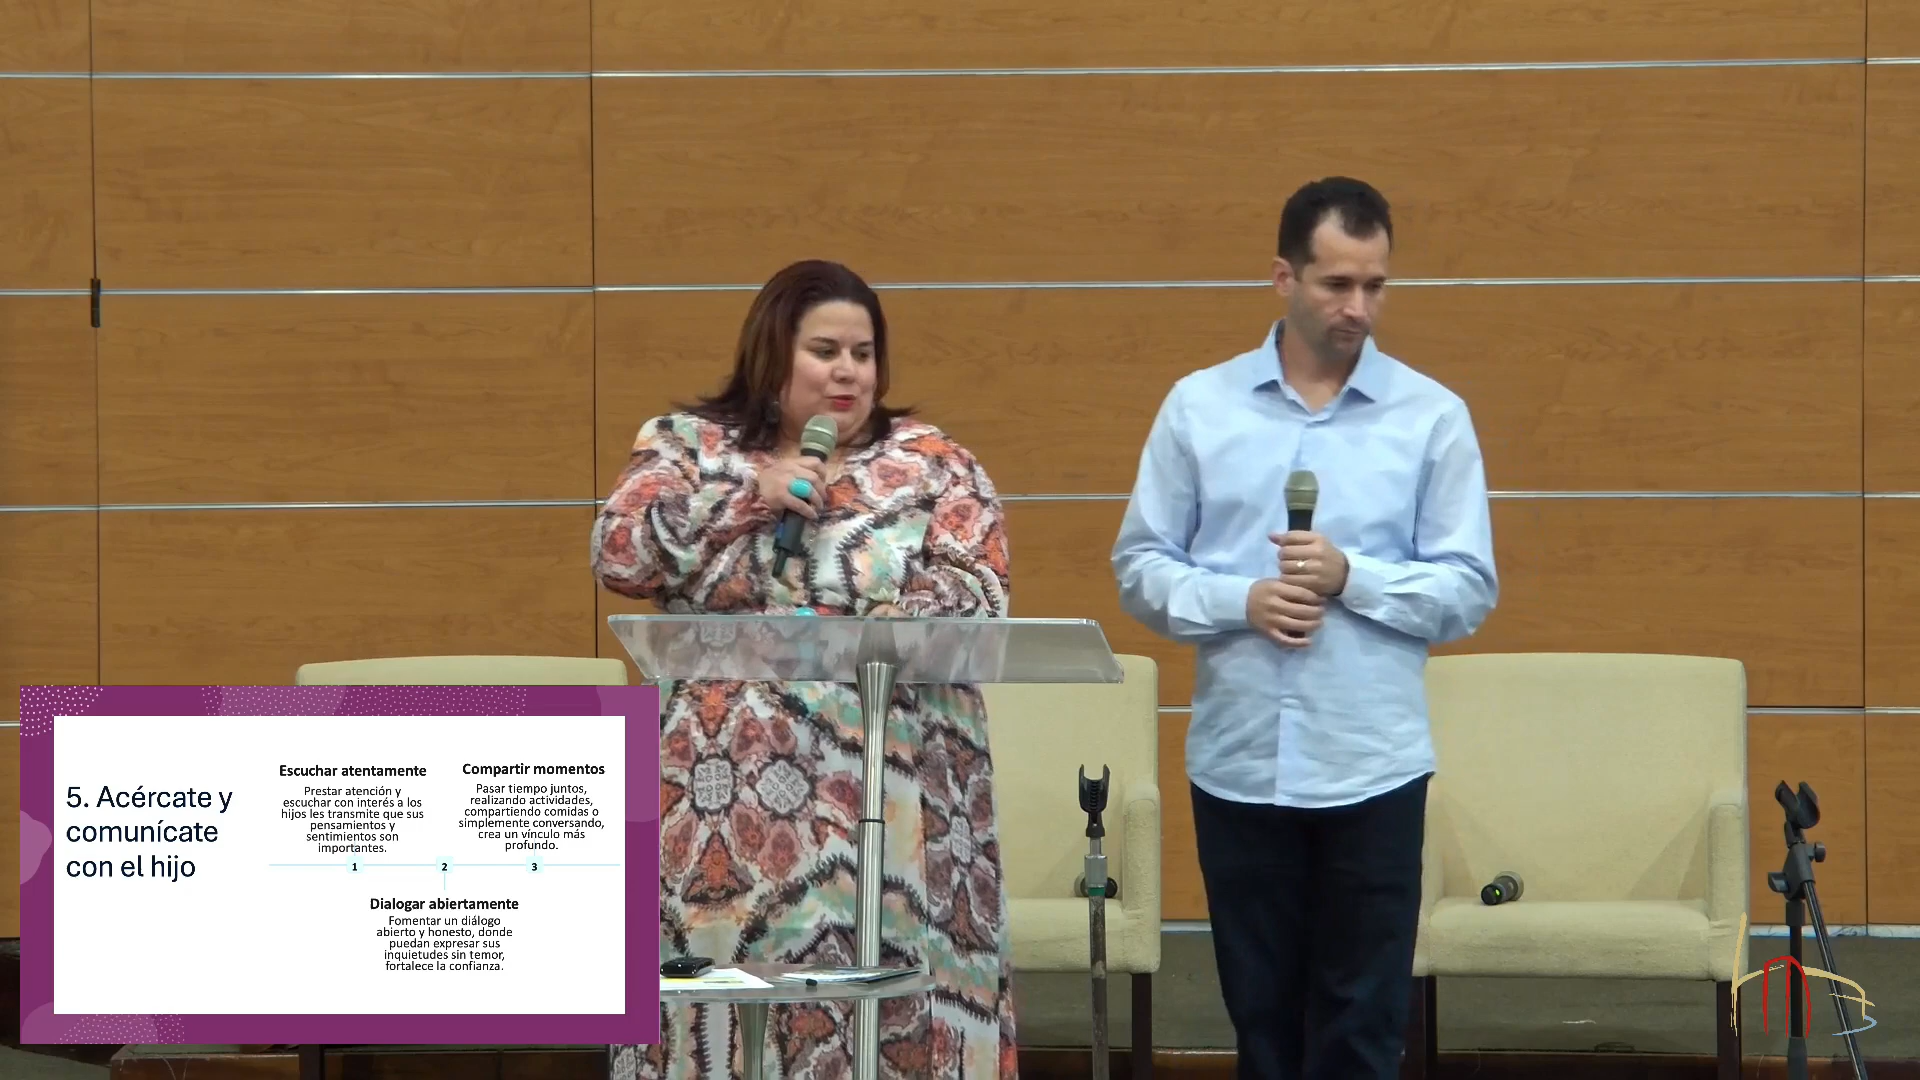 5. Acércate y
comunícate
con el hijo
Escuchar atentamente
Prestar atención y
escuchar con interés a los
hijos les transmite que sus
pensamientos y
sentimientos son
importantes.
1
2
Dialogar abiertamente
Fomentar un diálogo
abierto y honesto, donde
puedan expresar sus
inquietudes sin temor,
fortalece la confianza.
Compartir momentos
Pasar tiempo juntos,
realizando actividades,
compartiendo comidas o
simplemente conversando,
crea un vínculo más
profundo.
3